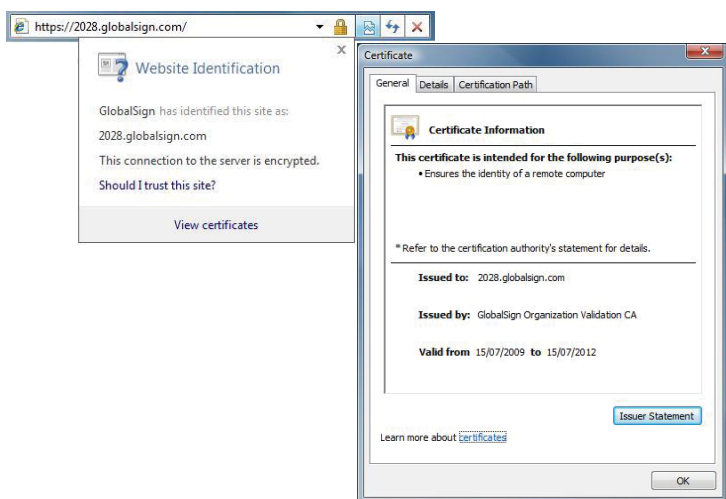 https://2028.globalsign.com/
x
Website Identification
GlobalSign has identified this site as:
2028.globalsign.com
This connection to the server is encrypted.
Should I trust this site?
View certificates
Certificate
General Details Certification Path
Certificate Information
This certificate is intended for the following purpose(s):
• Ensures the identity of a remote computer
* Refer to the certification authority's statement for details.
Issued to: 2028.globalsign.com
Issued by: GlobalSign Organization Validation CA
Valid from 15/07/2009 to 15/07/2012
Issuer Statement
Learn more about certificates
OK